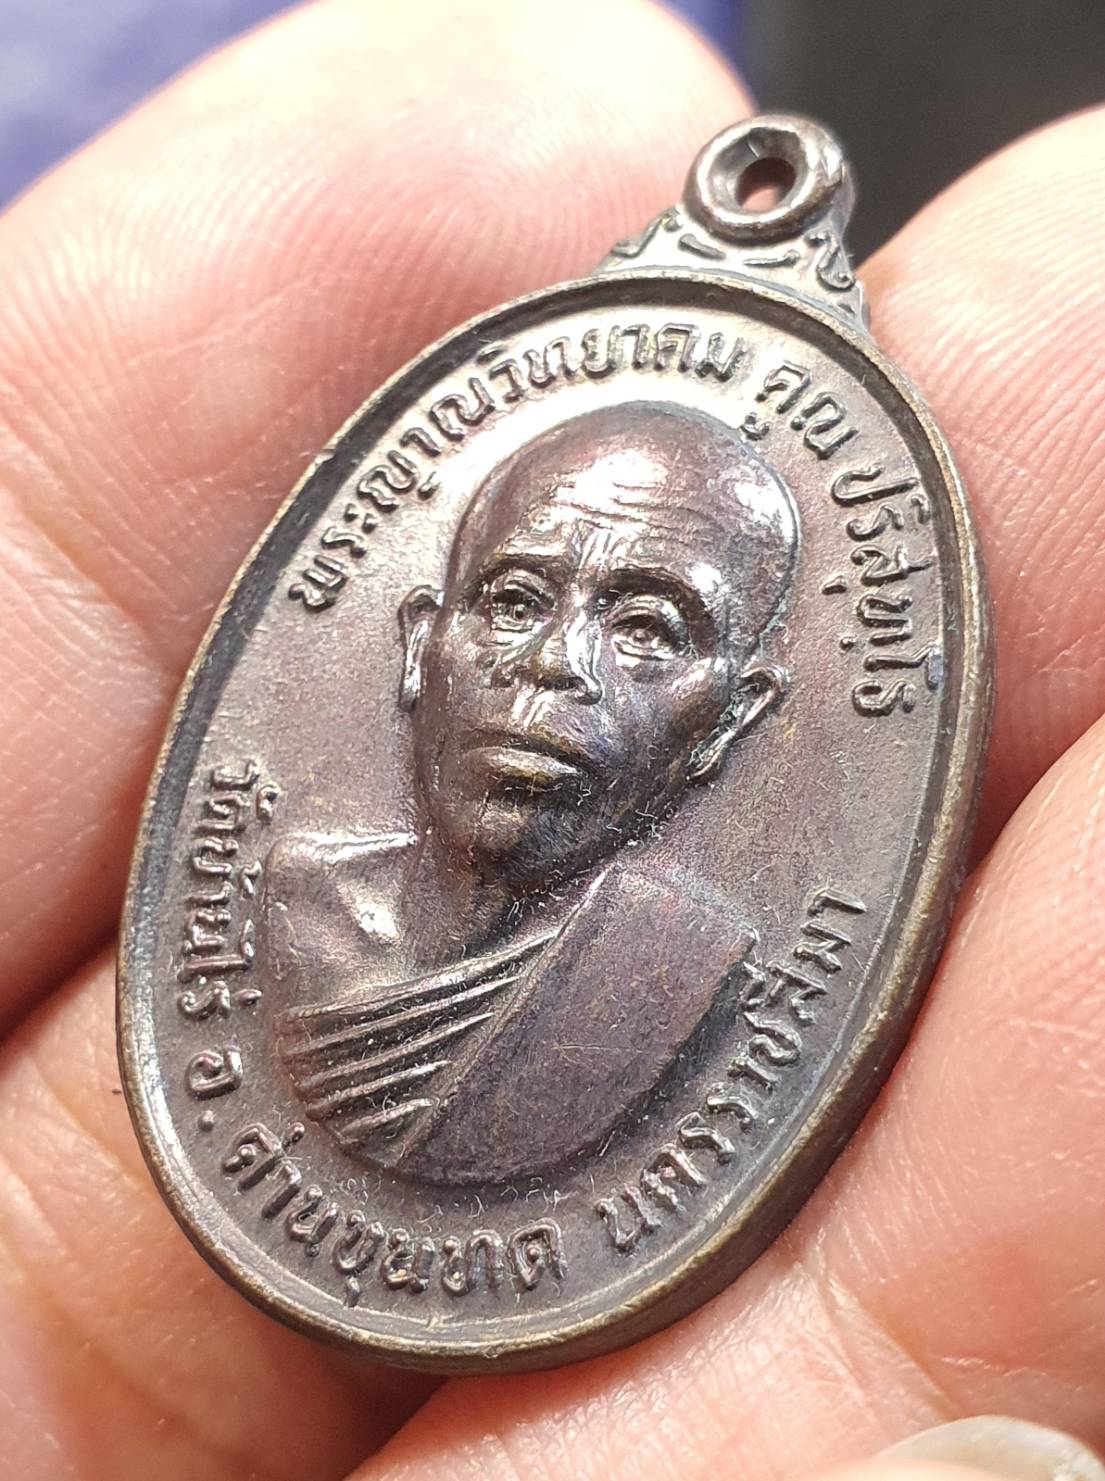 พระญาณวิทยาคม คูณ ปริสุทฺโธ
วัดบ้านไร่ อ. ด่านขุนทด นครราชสีมา